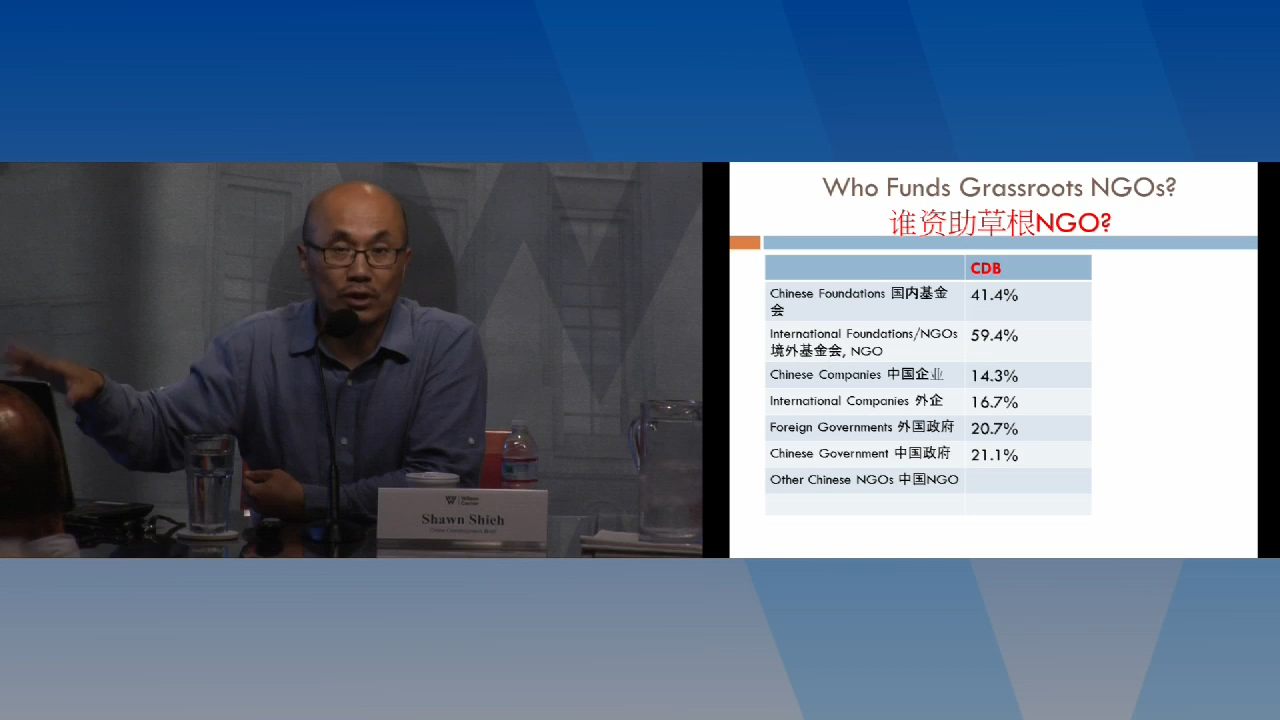 Who Funds Grassroots NGOs?
谁资助草根NGO?
CDB
Chinese Foundations 国内基金
会
41.4%
International Foundations/NGOs
境外基金会, NGO
59.4%
Chinese Companies 中国企业
14.3%
International Companies 外企
16.7%
Foreign Governments 外国政府
20.7%
Chinese Government 中国政府
21.1%
Other Chinese NGOs 中国NGO
Wilson
Center
Shawn Shieh